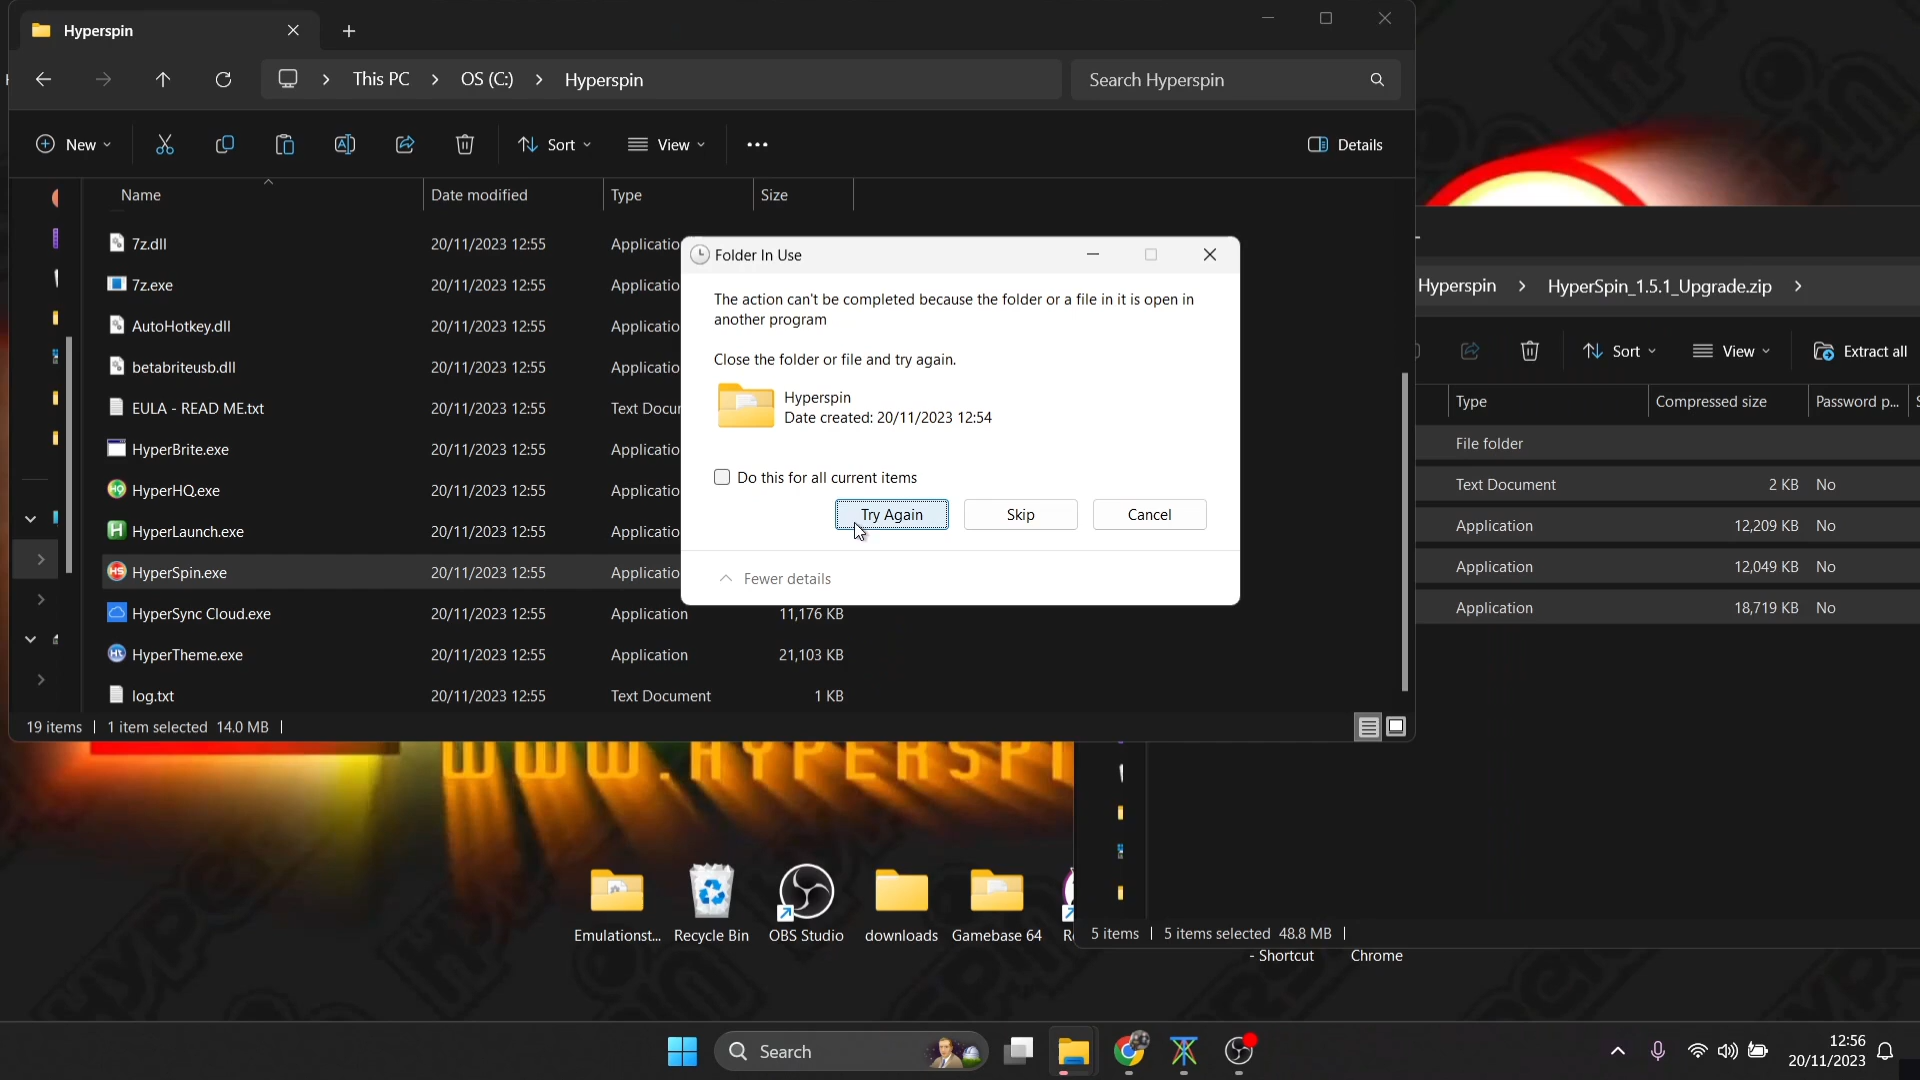 Hyperspin
This PC > OS (C:) > Hyperspin
Search Hyperspin
New
Sort
View
Details
Name
Date modified
Type
Size
7z.dll 20/11/2023 12:55
7z.exe 20/11/2023 12:55
AutoHotkey.dll 20/11/2023 12:55
betabriteusb.dll 20/11/2023 12:55
EULA - READ ME.txt 20/11/2023 12:55 Text Docu
HyperBrite.exe 20/11/2023 12:55
HyperHQ.exe 20/11/2023 12:55
HyperLaunch.exe 20/11/2023 12:55
HyperSpin.exe 20/11/2023 12:55
HyperSync Cloud.exe 20/11/2023 12:55 Application 11,176 KB
HyperTheme.exe 20/11/2023 12:55 Application 21,103 KB
log.txt 20/11/2023 12:55 Text Document 1 KB
19 items
1 item selected 14.0 MB
Folder In Use
The action can't be completed because the folder or a file in it is open in
another program
Close the folder or file and try again.
Hyperspin
Date created: 20/11/2023 12:54
Do this for all current items
Try Again
Skip
Cancel
Fewer details
Hyperspin > HyperSpin_1.5.1_Upgrade.zip >
Sort
View
Extract all
Type
Compressed size
Password p...
File folder
Text Document 2 KB No
Application 12,209 KB No
Application 12,049 KB No
Application 18,719 KB No
5 items
5 items selected 48.8 MB
WWW.HYPERSPI
Emulationst...
Recycle Bin
OBS Studio
downloads
Gamebase 64
- Shortcut
Chrome
Search
12:56
20/11/2023